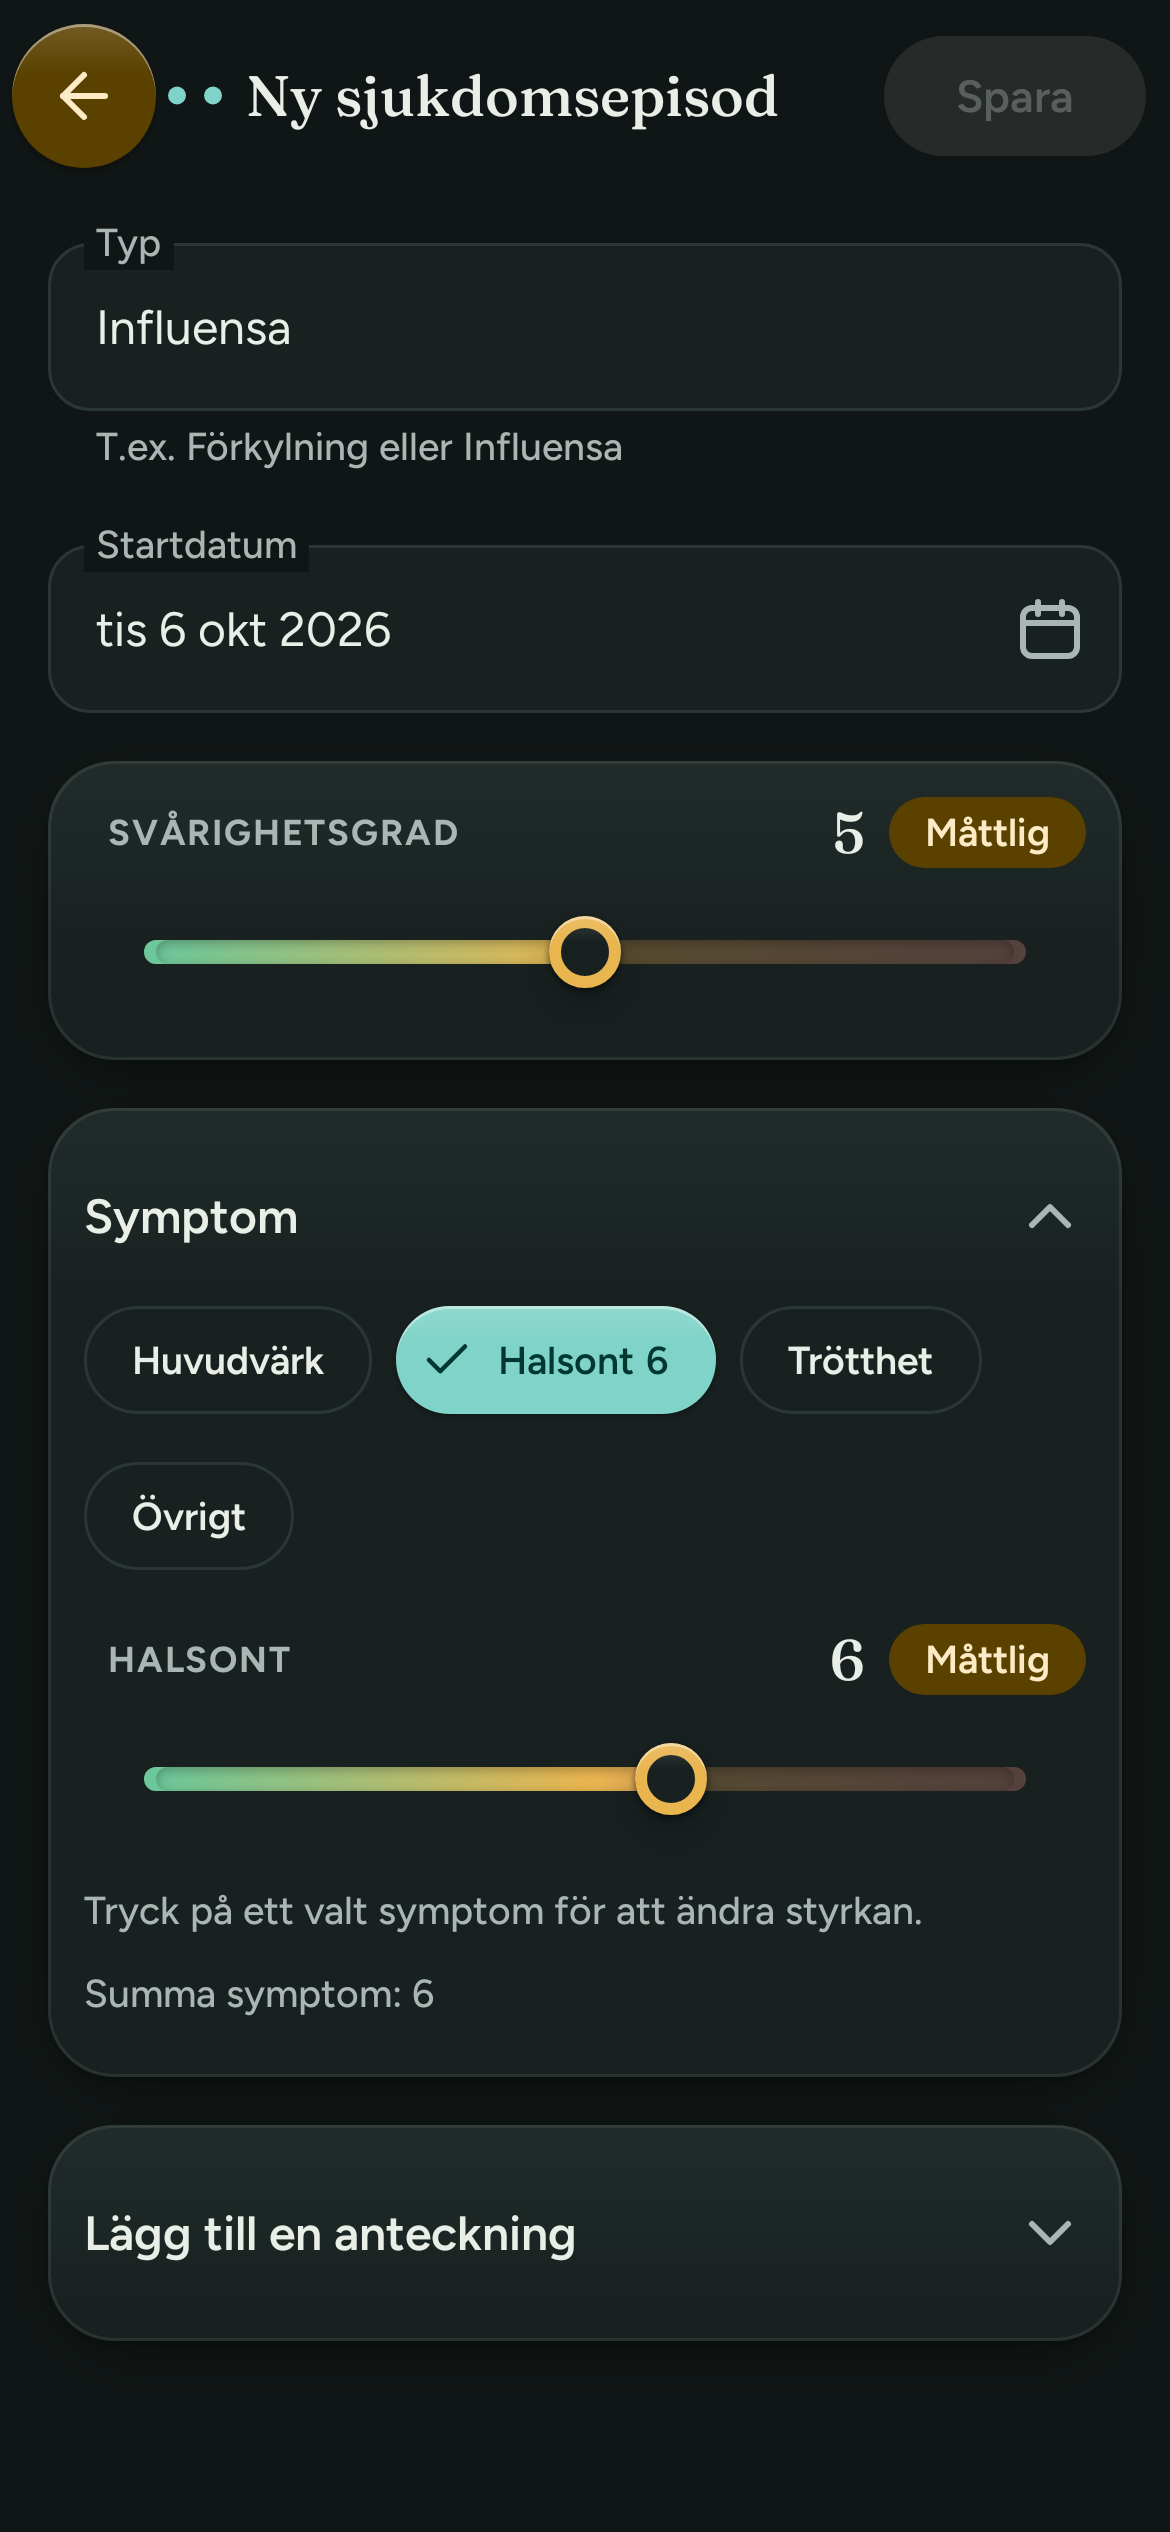 Ny sjukdomsepisod
Spara
Typ
Influensa
T.ex. Förkylning eller Influensa
Startdatum
tis 6 okt 2026
SVÅRIGHETSGRAD
5 Måttlig
Symptom
Huvudvärk
Halsont 6
Trötthet
Övrigt
HALSONT
6 Måttlig
Tryck på ett valt symptom för att ändra styrkan.
Summa symptom: 6
Lägg till en anteckning